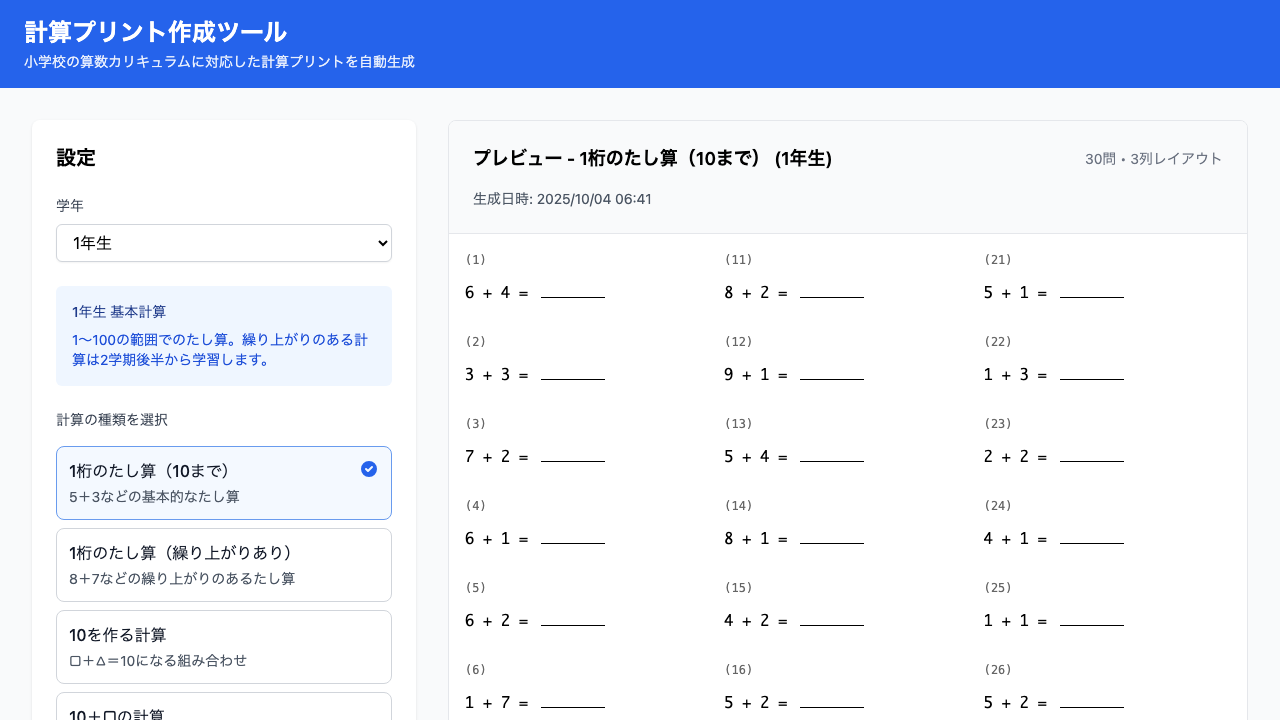 計算プリント作成ツール
小学校の算数カリキュラムに対応した計算プリントを自動生成
設定
学年
1年生
1年生 基本計算
1〜100の範囲でのたし算。繰り上がりのある計
算は2学期後半から学習します。
計算の種類を選択
1桁のたし算（10まで）
5＋3などの基本的なたし算
1桁のたし算（繰り上がりあり）
8＋7などの繰り上がりのあるたし算
10を作る計算
□＋△＝10になる組み合わせ
10＋□の計算
プレビュー - 1桁のたし算（10まで） (1年生)
30問・3列レイアウト
生成日時: 2025/10/04 06:41
(1)
6 + 4 =
(2)
3 + 3 =
(3)
7 + 2 =
(4)
6 + 1 =
(5)
6 + 2 =
(6)
1 + 7 =
(11)
8 + 2 =
(12)
9 + 1 =
(13)
5 + 4 =
(14)
8 + 1 =
(15)
4 + 2 =
(16)
5 + 2 =
(21)
5 + 1 =
(22)
1 + 3 =
(23)
2 + 2 =
(24)
4 + 1 =
(25)
1 + 1 =
(26)
5 + 2 =